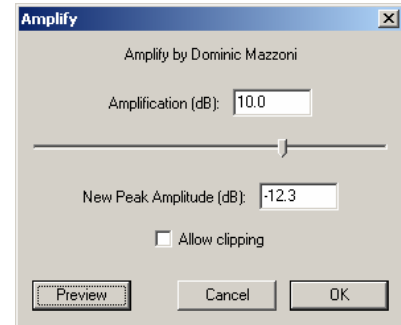 Amplify
Amplify by Dominic Mazzoni
Amplification (dB): 10.0
New Peak Amplitude (dB): -12.3
Allow clipping
Preview Cancel OK